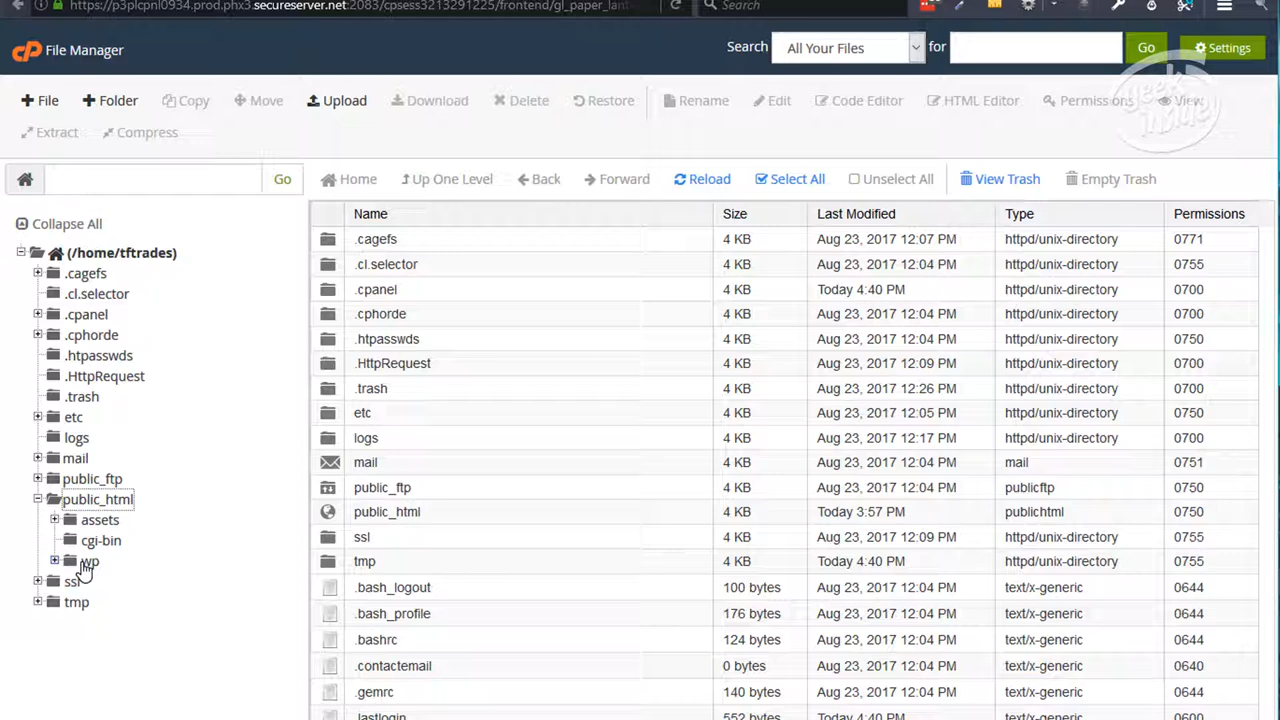 https://p3plcpnl0934.prod.phx3.secureserver.net:2083/cpsess3213291225/frontend/gl_paper_lant Search
cP File Manager Search All Your Files for Go Settings
File Folder Copy Move Upload Download Delete Restore Rename Edit Code Editor HTML Editor Permissions View
Extract Compress
geek insider
Go Home Up One Level Back Forward Reload Select All Unselect All View Trash Empty Trash
Collapse All
(/home/tftrades)
.cagefs
.cl.selector
.cpanel
.cphorde
.htpasswds
.HttpRequest
.trash
etc
logs
mail
public_ftp
public_html
assets
cgi-bin
wp
ssl
tmp
Name Size Last Modified Type Permissions
.cagefs 4 KB Aug 23, 2017 12:07 PM httpd/unix-directory 0771
.cl.selector 4 KB Aug 23, 2017 12:04 PM httpd/unix-directory 0755
.cpanel 4 KB Today 4:40 PM httpd/unix-directory 0700
.cphorde 4 KB Aug 23, 2017 12:04 PM httpd/unix-directory 0700
.htpasswds 4 KB Aug 23, 2017 12:04 PM httpd/unix-directory 0750
.HttpRequest 4 KB Aug 23, 2017 12:09 PM httpd/unix-directory 0700
.trash 4 KB Aug 23, 2017 12:28 PM httpd/unix-directory 0700
etc 4 KB Aug 23, 2017 12:05 PM httpd/unix-directory 0750
logs 4 KB Aug 23, 2017 12:17 PM httpd/unix-directory 0700
mail 4 KB Aug 23, 2017 12:04 PM mail 0751
public_ftp 4 KB Aug 23, 2017 12:04 PM publicftp 0750
public_html 4 KB Today 3:57 PM publichtml 0750
ssl 4 KB Aug 23, 2017 12:09 PM httpd/unix-directory 0755
tmp 4 KB Today 4:40 PM httpd/unix-directory 0755
.bash_logout 100 bytes Aug 23, 2017 12:04 PM text/x-generic 0644
.bash_profile 176 bytes Aug 23, 2017 12:04 PM text/x-generic 0644
.bashrc 124 bytes Aug 23, 2017 12:04 PM text/x-generic 0644
.contactemail 0 bytes Aug 23, 2017 12:04 PM text/x-generic 0640
.gemrc 140 bytes Aug 23, 2017 12:04 PM text/x-generic 0644
.lastlogin 552 bytes Today 4:40 PM text/x-generic 0600